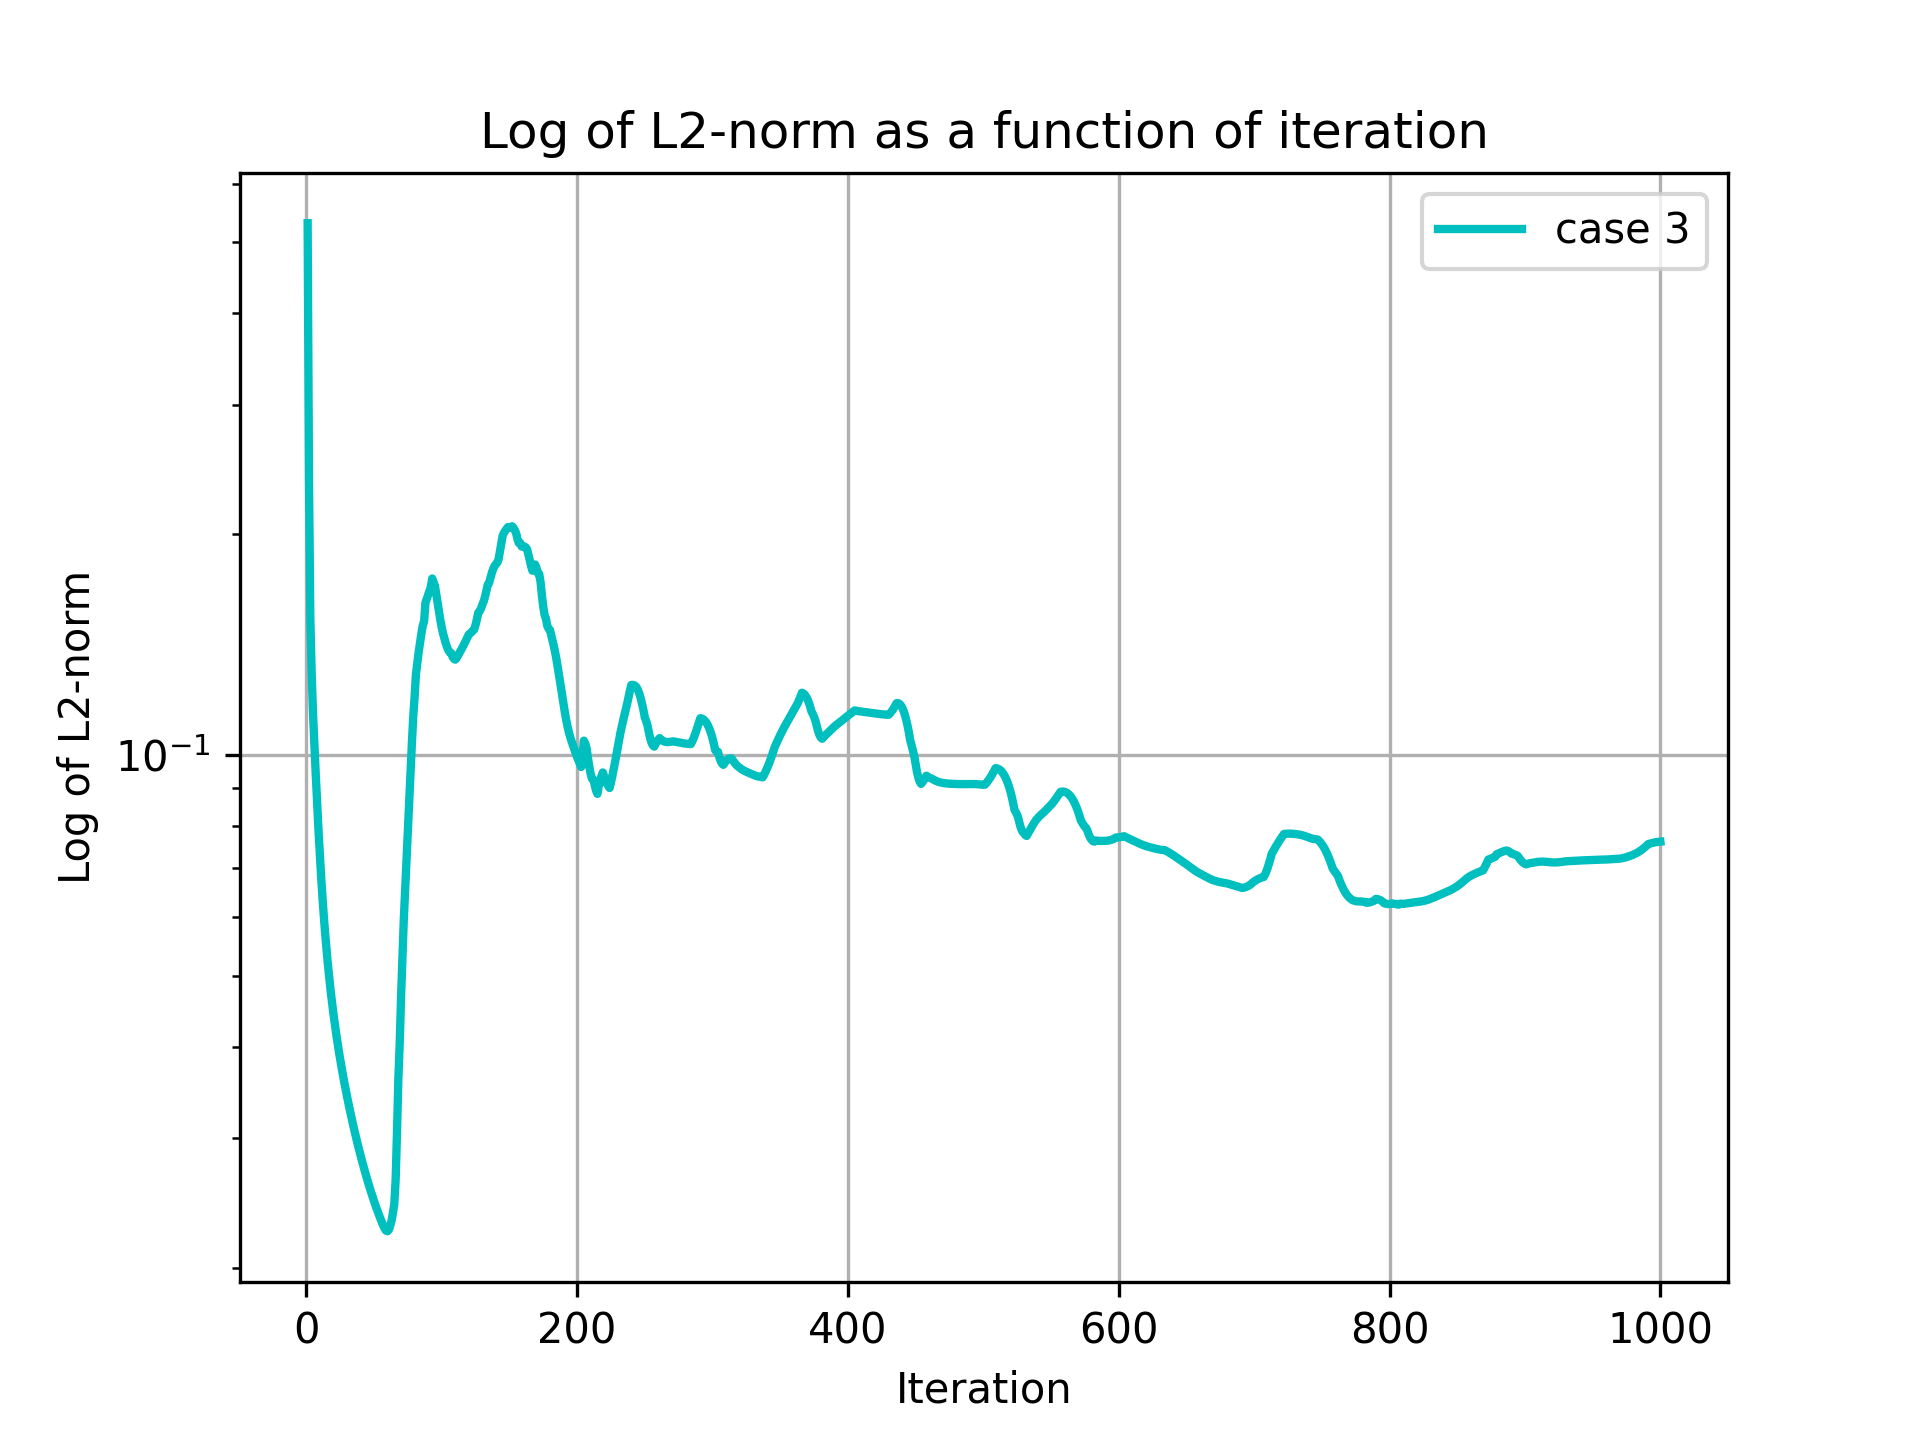 Log of L2-norm as a function of iteration
case 3
Log of L2-norm
10⁻¹
0 200 400 600 800 1000
Iteration